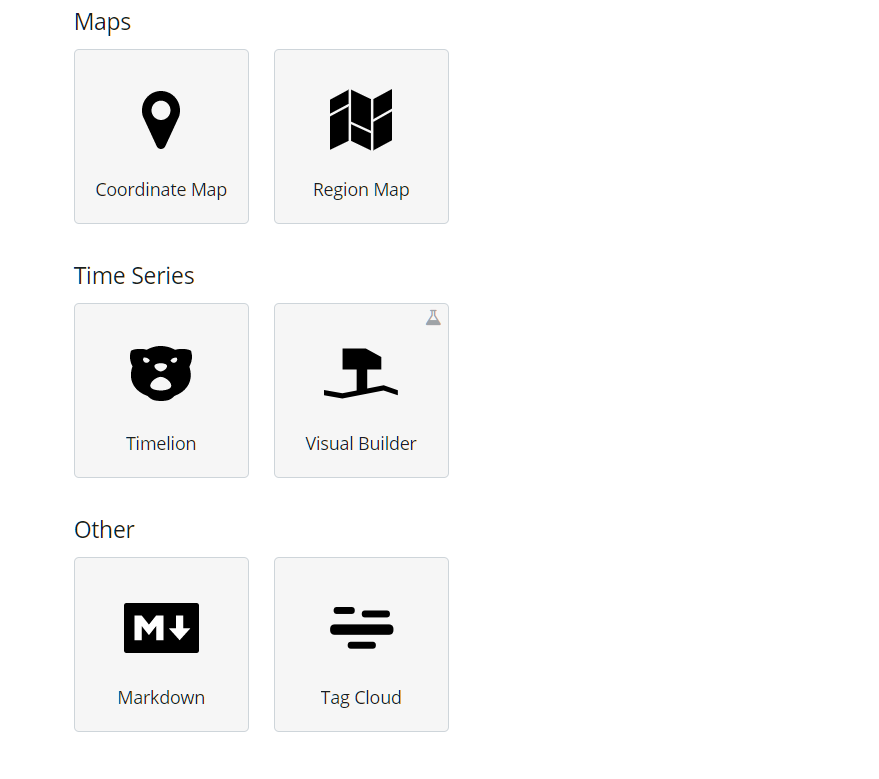 Maps
Coordinate Map
Region Map
Time Series
Timelion
Visual Builder
Other
M
Markdown
Tag Cloud